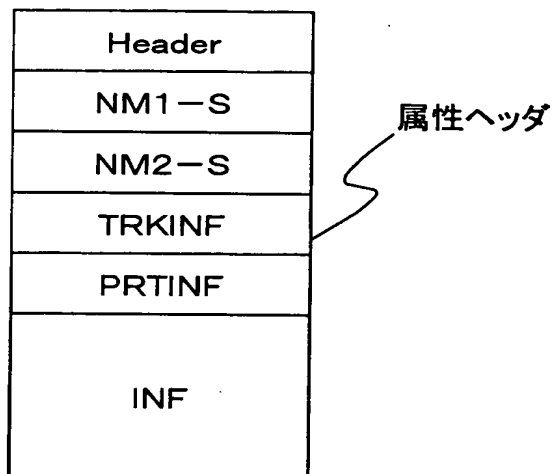 Header
NM1-S
NM2-S
属性ヘッダ
TRKINF
PRTINF
INF